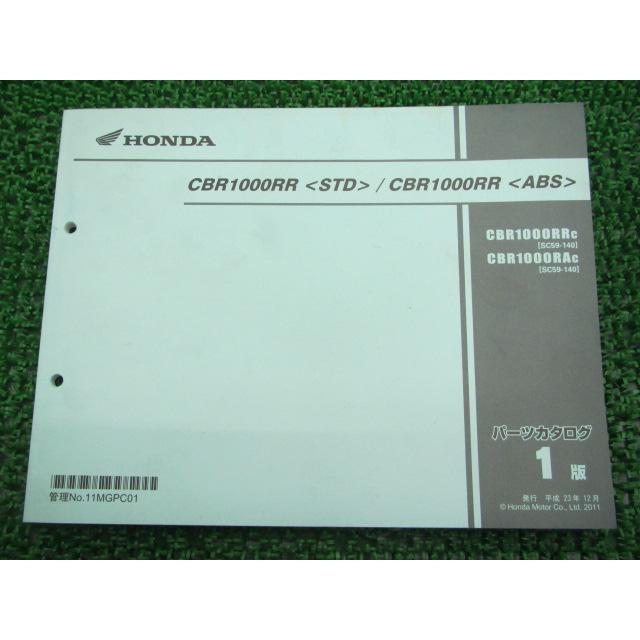 HONDA
CBR1000RR <STD> / CBR1000RR <ABS>
CBR1000RRC
[SC59-140]
CBR1000RAC
[SC59-140]
パーツカタログ
1 版
発行 平成 23年 12月
© Honda Motor Co., Ltd. 2011
管理No.11MGPC01